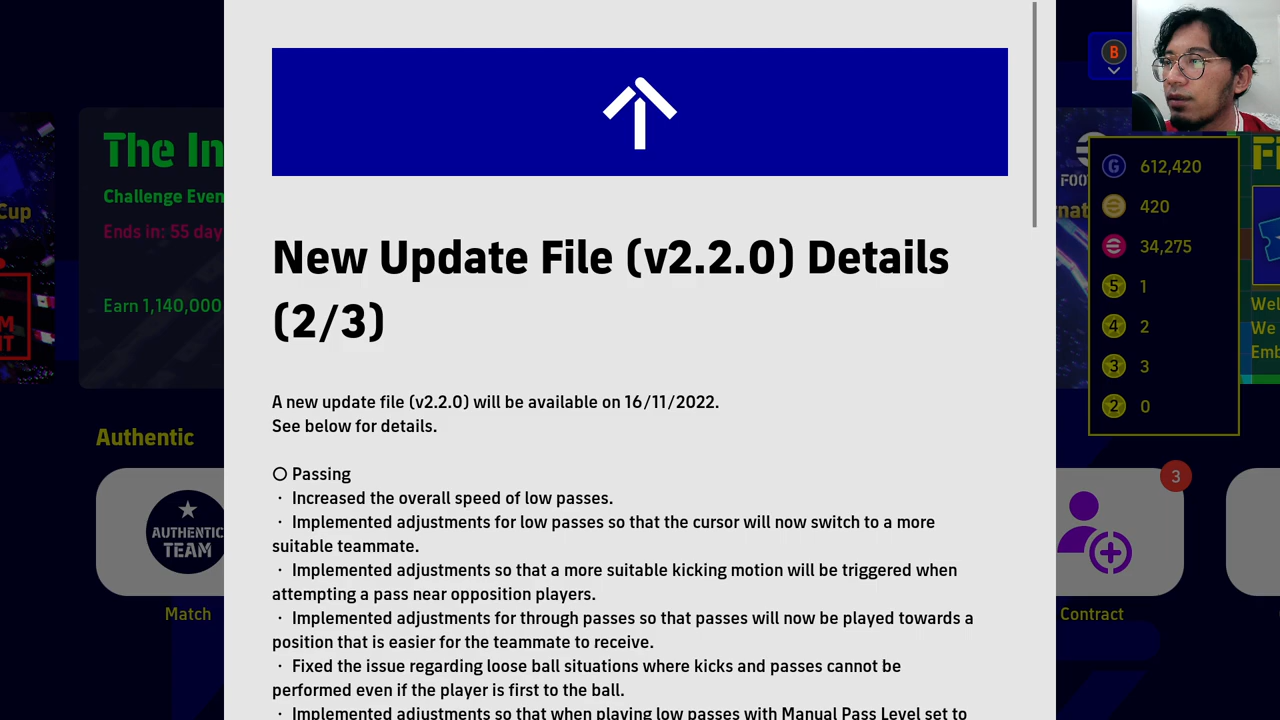 New Update File (v2.2.0) Details
(2/3)
A new update file (v2.2.0) will be available on 16/11/2022.
See below for details.
○ Passing
・ Increased the overall speed of low passes.
・ Implemented adjustments for low passes so that the cursor will now switch to a more
suitable teammate.
・ Implemented adjustments so that a more suitable kicking motion will be triggered when
attempting a pass near opposition players.
・ Implemented adjustments for through passes so that passes will now be played towards a
position that is easier for the teammate to receive.
・ Fixed the issue regarding loose ball situations where kicks and passes cannot be
performed even if the player is first to the ball.
・ Implemented adjustments so that when playing low passes with Manual Pass Level set to
The In
Challenge Even
Ends in: 55 day
Earn 1,140,000
Cup
Authentic
AUTHENTIC
TEAM
Match
B
G 612,420
420
34,275
5 1
4 2
3 3
2 0
FOO
nat
Fi
Wel
We
Emb
3
Contract